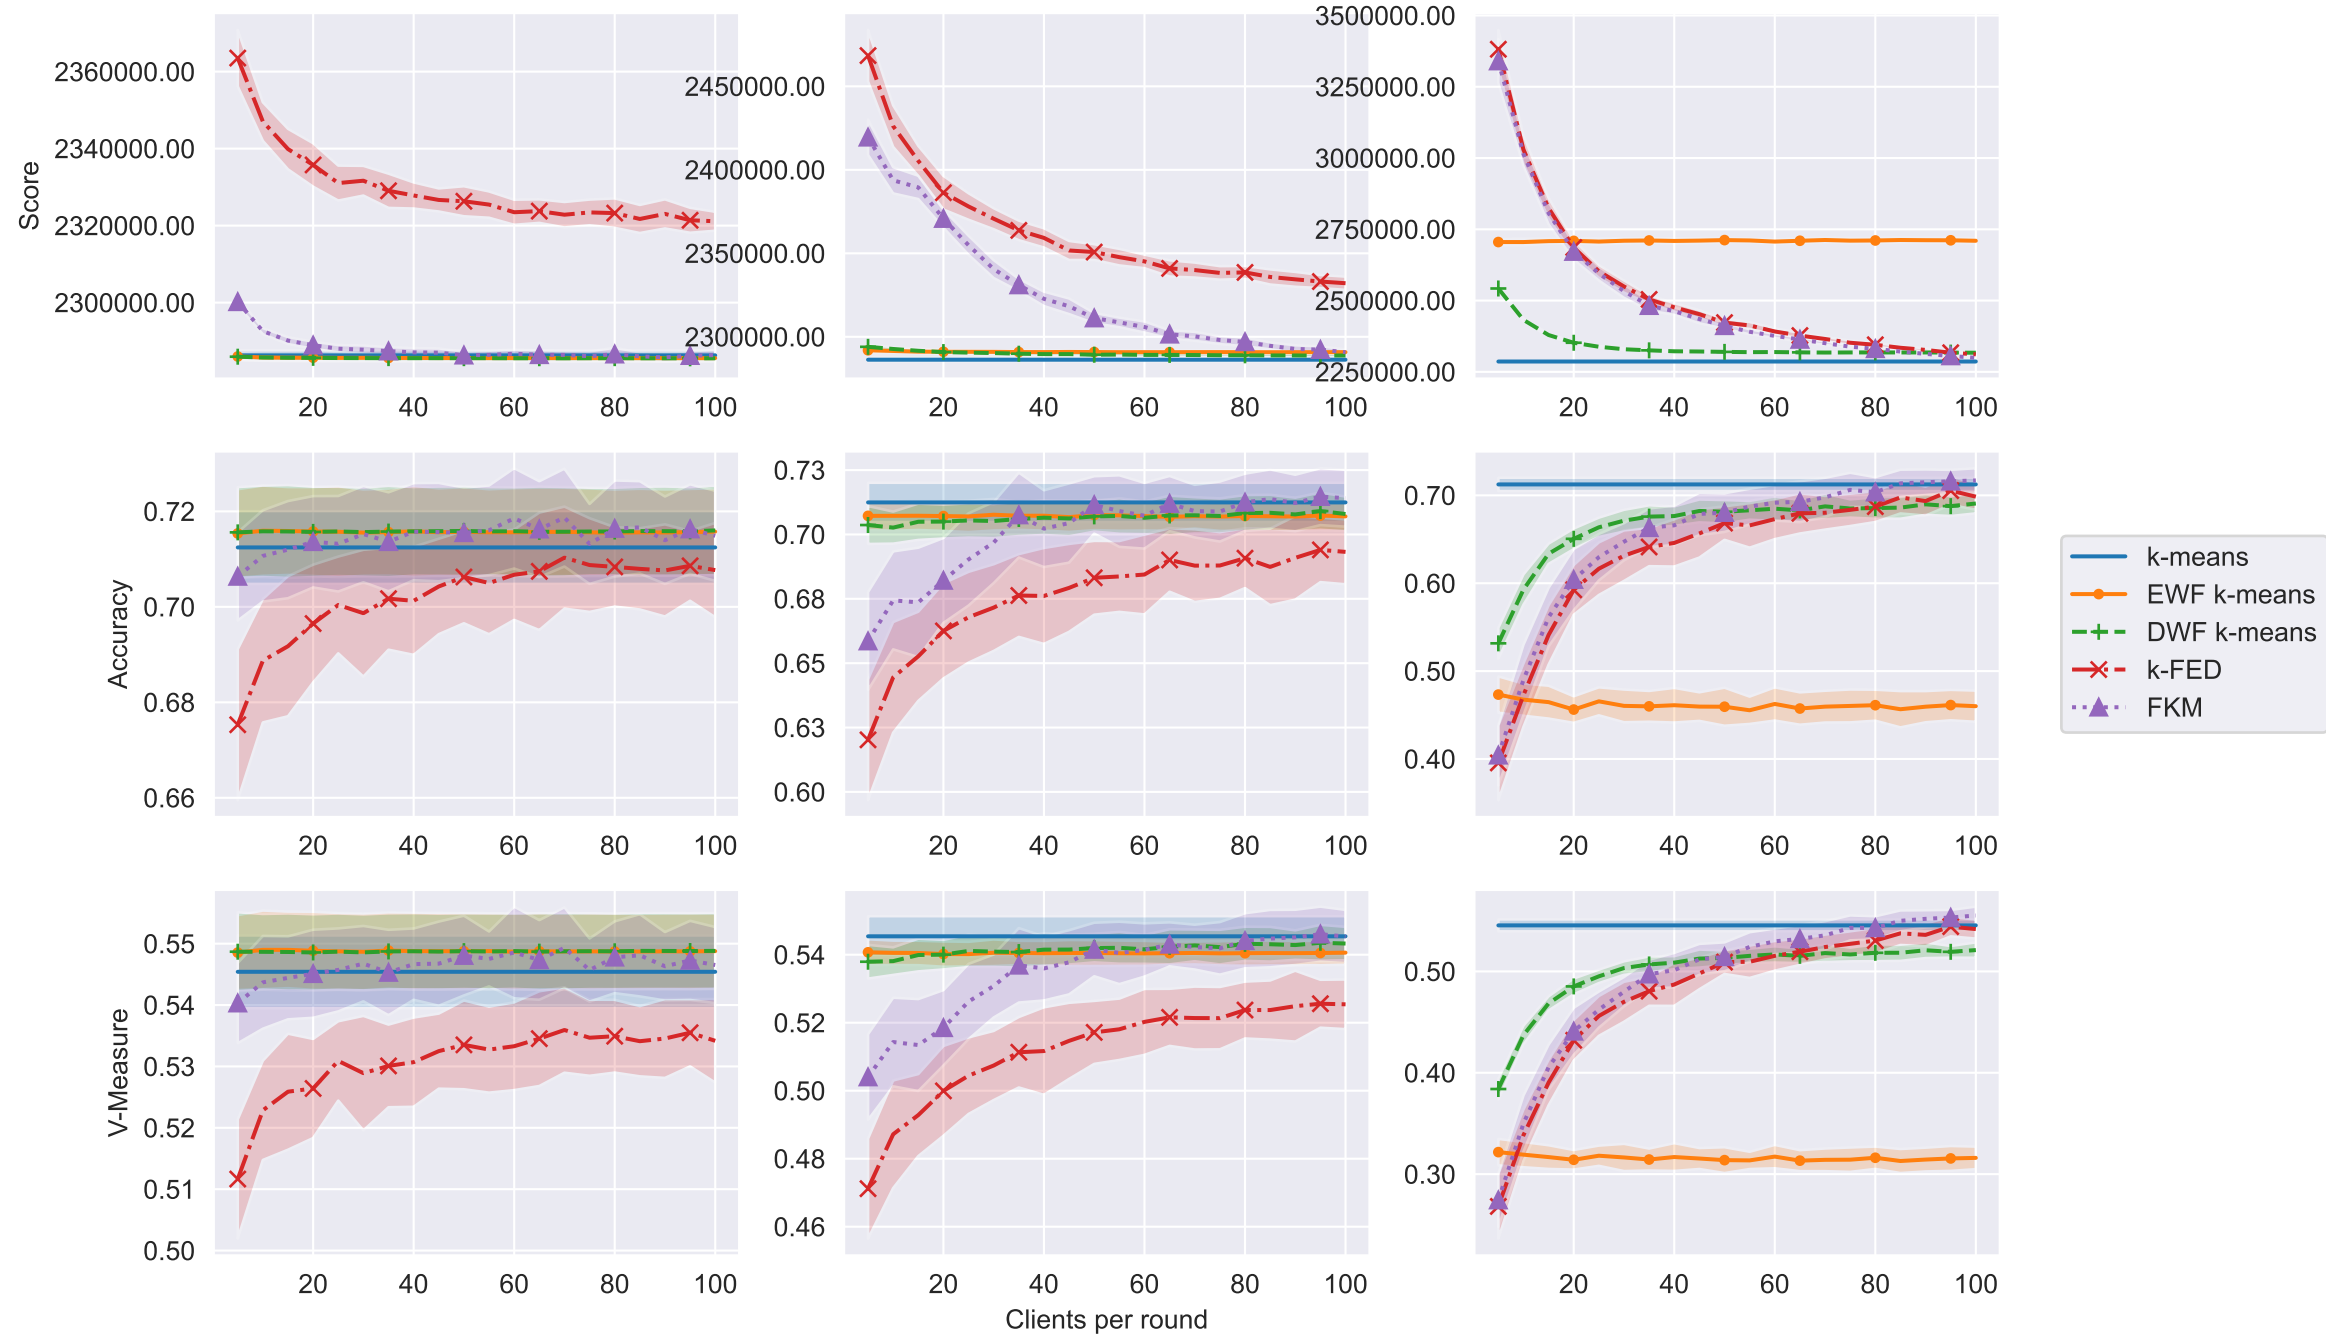 Score
2360000.00
2340000.00
2320000.00
2300000.00
20 40 60 80 100
2450000.00
2400000.00
2350000.00
2300000.00
20 40 60 80 100
3500000.00
3250000.00
3000000.00
2750000.00
2500000.00
2250000.00
20 40 60 80 100
Accuracy
0.72
0.70
0.68
0.66
20 40 60 80 100
0.73
0.70
0.68
0.65
0.63
0.60
20 40 60 80 100
0.70
0.60
0.50
0.40
20 40 60 80 100
k-means
EWF k-means
DWF k-means
k-FED
FKM
V-Measure
0.55
0.54
0.53
0.52
0.51
0.50
20 40 60 80 100
0.54
0.52
0.50
0.48
0.46
20 40 60 80 100
0.50
0.40
0.30
20 40 60 80 100
Clients per round